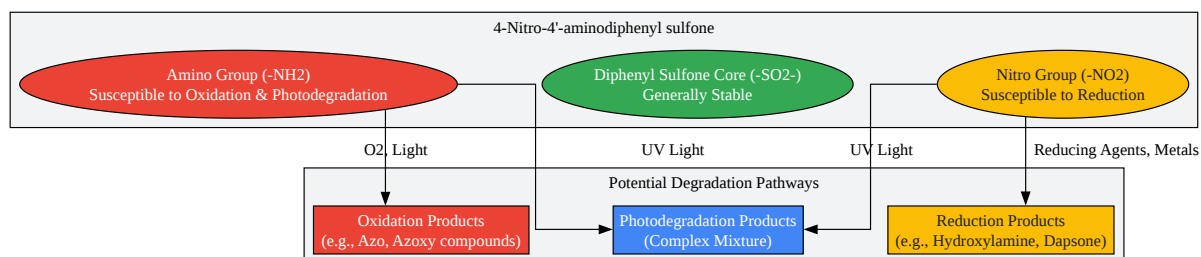 4-Nitro-4'-aminodiphenyl sulfone
Amino Group (-NH2)
Susceptible to Oxidation & Photodegradation
Diphenyl Sulfone Core (-SO2-)
Generally Stable
Nitro Group (-NO2)
Susceptible to Reduction
O2, Light
UV Light
UV Light
Reducing Agents, Metals
Potential Degradation Pathways
Oxidation Products
(e.g., Azo, Azoxy compounds)
Photodegradation Products
(Complex Mixture)
Reduction Products
(e.g., Hydroxylamine, Dapsone)